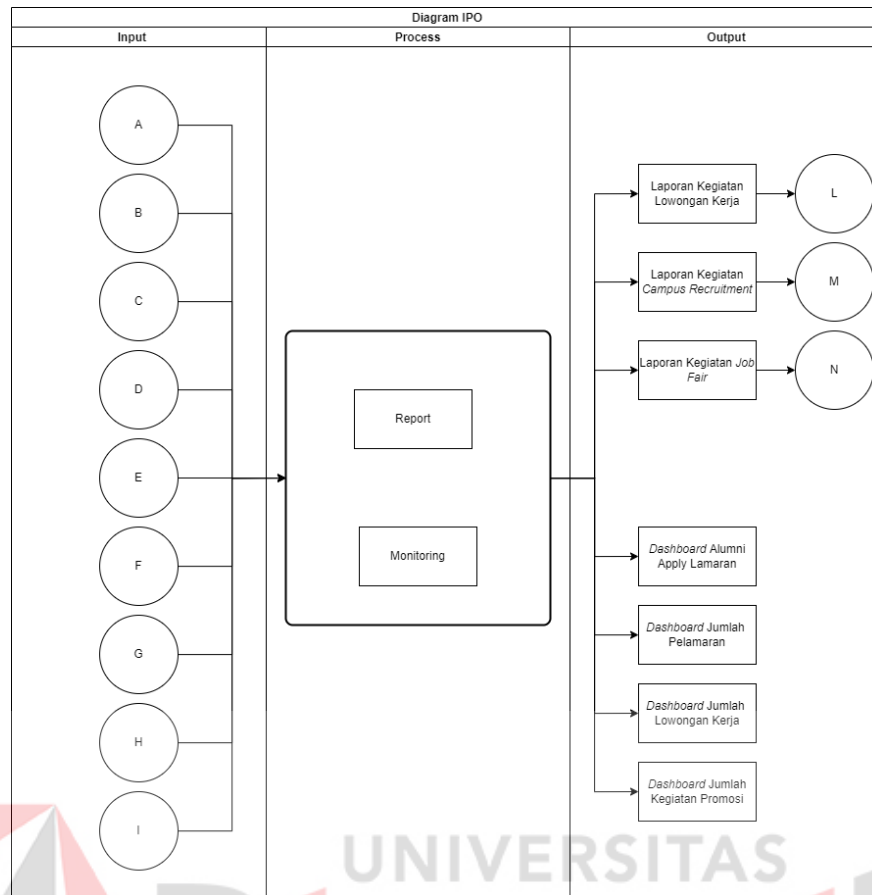 Diagram IPO
Input
Process
Output
A
B
C
D
E
F
G
H
I
Report
Monitoring
Laporan Kegiatan
Lowongan Kerja
L
Laporan Kegiatan
Campus Recruitment
M
Laporan Kegiatan Job
Fair
N
Dashboard Alumni
Apply Lamaran
Dashboard Jumlah
Pelamaran
Dashboard Jumlah
Lowongan Kerja
Dashboard Jumlah
Kegiatan Promosi
UNIVERSITAS